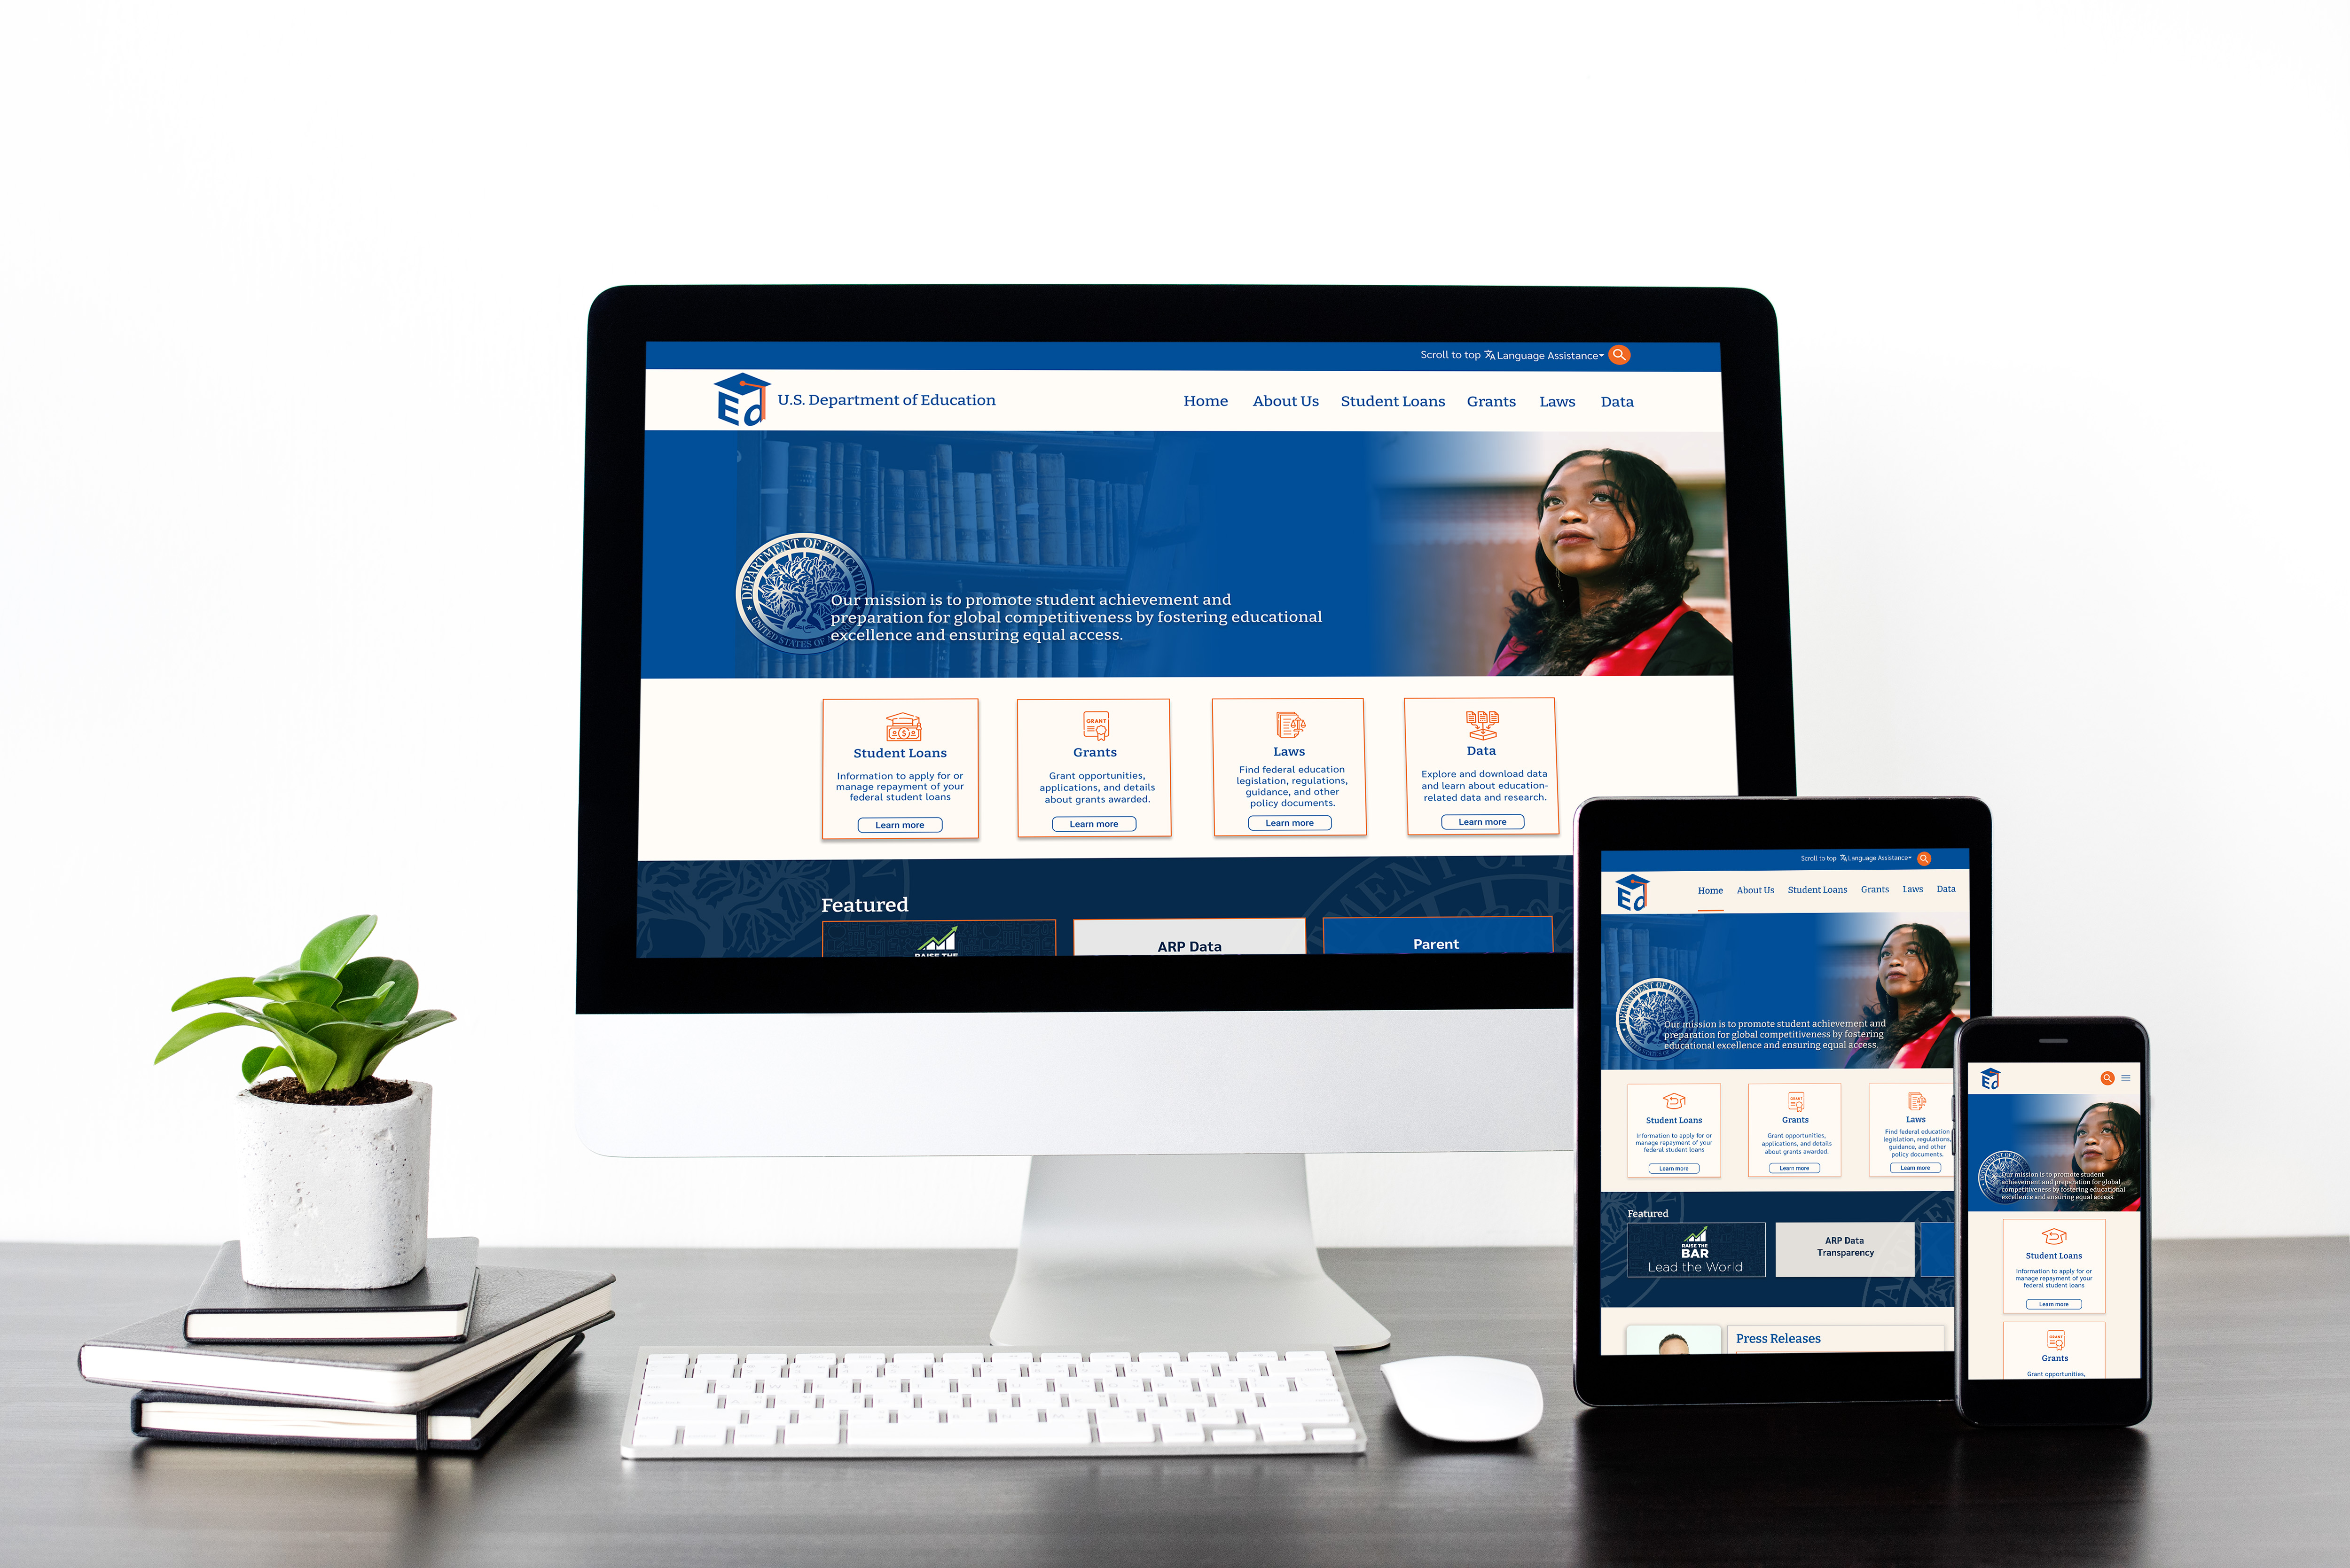 Scroll to top Language Assistance
Ed U.S. Department of Education
Home About Us Student Loans Grants Laws Data
DEPARTMENT OF EDUCATION
UNITED STATES OF
Our mission is to promote student achievement and
preparation for global competitiveness by fostering educational
excellence and ensuring equal access.
Student Loans
Information to apply for or
manage repayment of your
federal student loans
Learn more
GRANT
Grants
Grant opportunities,
applications, and details
about grants awarded.
Learn more
Laws
Find federal education
legislation, regulations,
guidance, and other
policy documents.
Learn more
Data
Explore and download data
and learn about education-
related data and research.
Learn more
Featured
RAISE THE
ARP Data
Parent
Scroll to top Language Assistance
Ed
Home About Us Student Loans Grants Laws Data
DEPARTMENT OF EDUCATION
UNITED STATES OF
Our mission is to promote student achievement and
preparation for global competitiveness by fostering
educational excellence and ensuring equal access.
Student Loans
Information to apply for or
manage repayment of your
federal student loans
Learn more
GRANT
Grants
Grant opportunities,
applications, and details
about grants awarded.
Learn more
Laws
Find federal education
legislation, regulations,
guidance, and other
policy documents.
Learn more
Featured
RAISE THE
BAR
Lead the World
ARP Data
Transparency
Press Releases
Ed
Our mission is to promote student
achievement and preparation for global
competitiveness by fostering educational
excellence and ensuring equal access.
Student Loans
Information to apply for or
manage repayment of your
federal student loans
Learn more
GRANT
Grants
Grant opportunities,